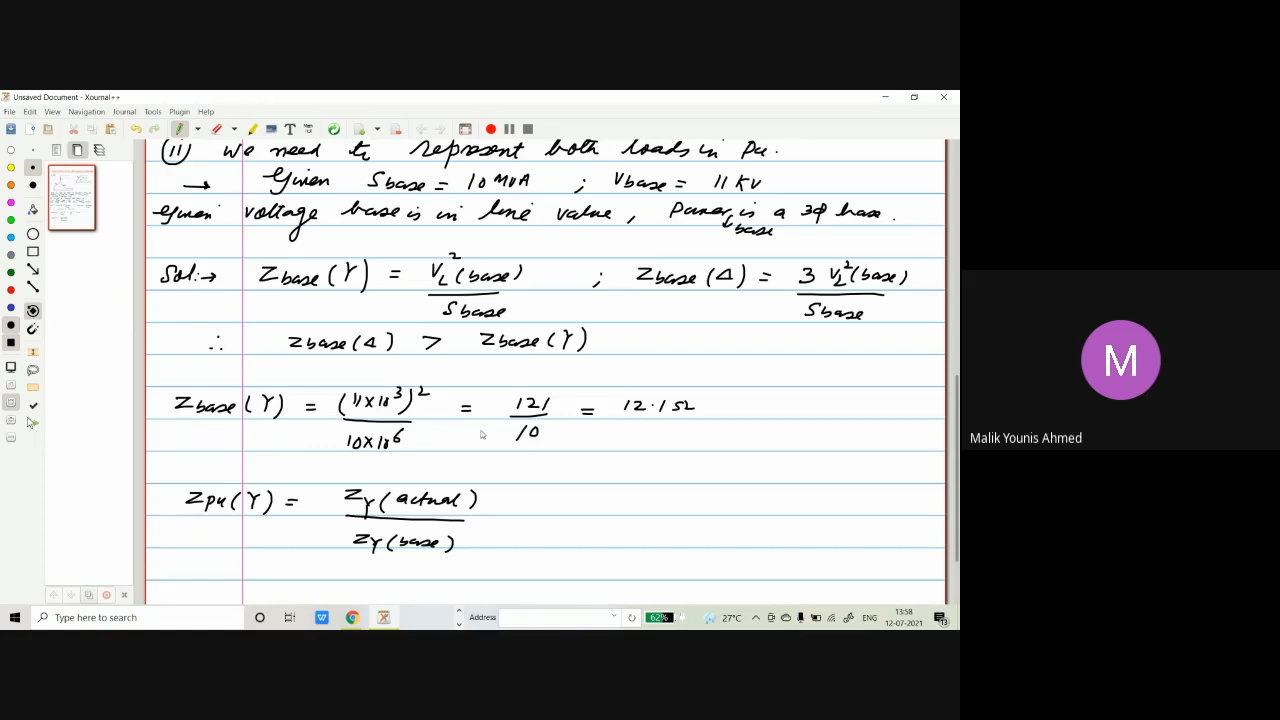 Unsaved Document - Xournal++
File Edit View Navigation Journal Tools Plugin Help
(ii) We need to represent both loads in pu.
→ Given Sbase = 10 MVA ; Vbase = 11 KV
Given voltage base is in line value, Power is a 3φ base.
↓base
Sol:→ Zbase(Y) = VL²(base) / Sbase ; Zbase(Δ) = 3 VL²(base) / Sbase
∴ Zbase(Δ) > Zbase(Y)
Zbase(Y) = (11×10³)² / 10×10⁶ = 121 / 10 = 12.1Ω
Zpu(Y) = ZY(actual) / ZY(base)
M
Malik Younis Ahmed
Type here to search
Address
62%
27°C
ENG
13:58
12-07-2021
13